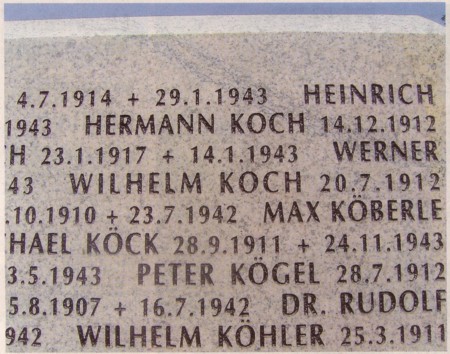 4.7.1914 + 29.1.1943 HEINRICH
1943 HERMANN KOCH 14.12.1912
TH 23.1.1917 + 14.1.1943 WERNER
43 WILHELM KOCH 20.7.1912
.10.1910 + 23.7.1942 MAX KÖBERLE
HAEL KÖCK 28.9.1911 + 24.11.1943
3.5.1943 PETER KÖGEL 28.7.1912
5.8.1907 + 16.7.1942 DR. RUDOLF
942 WILHELM KÖHLER 25.3.1911